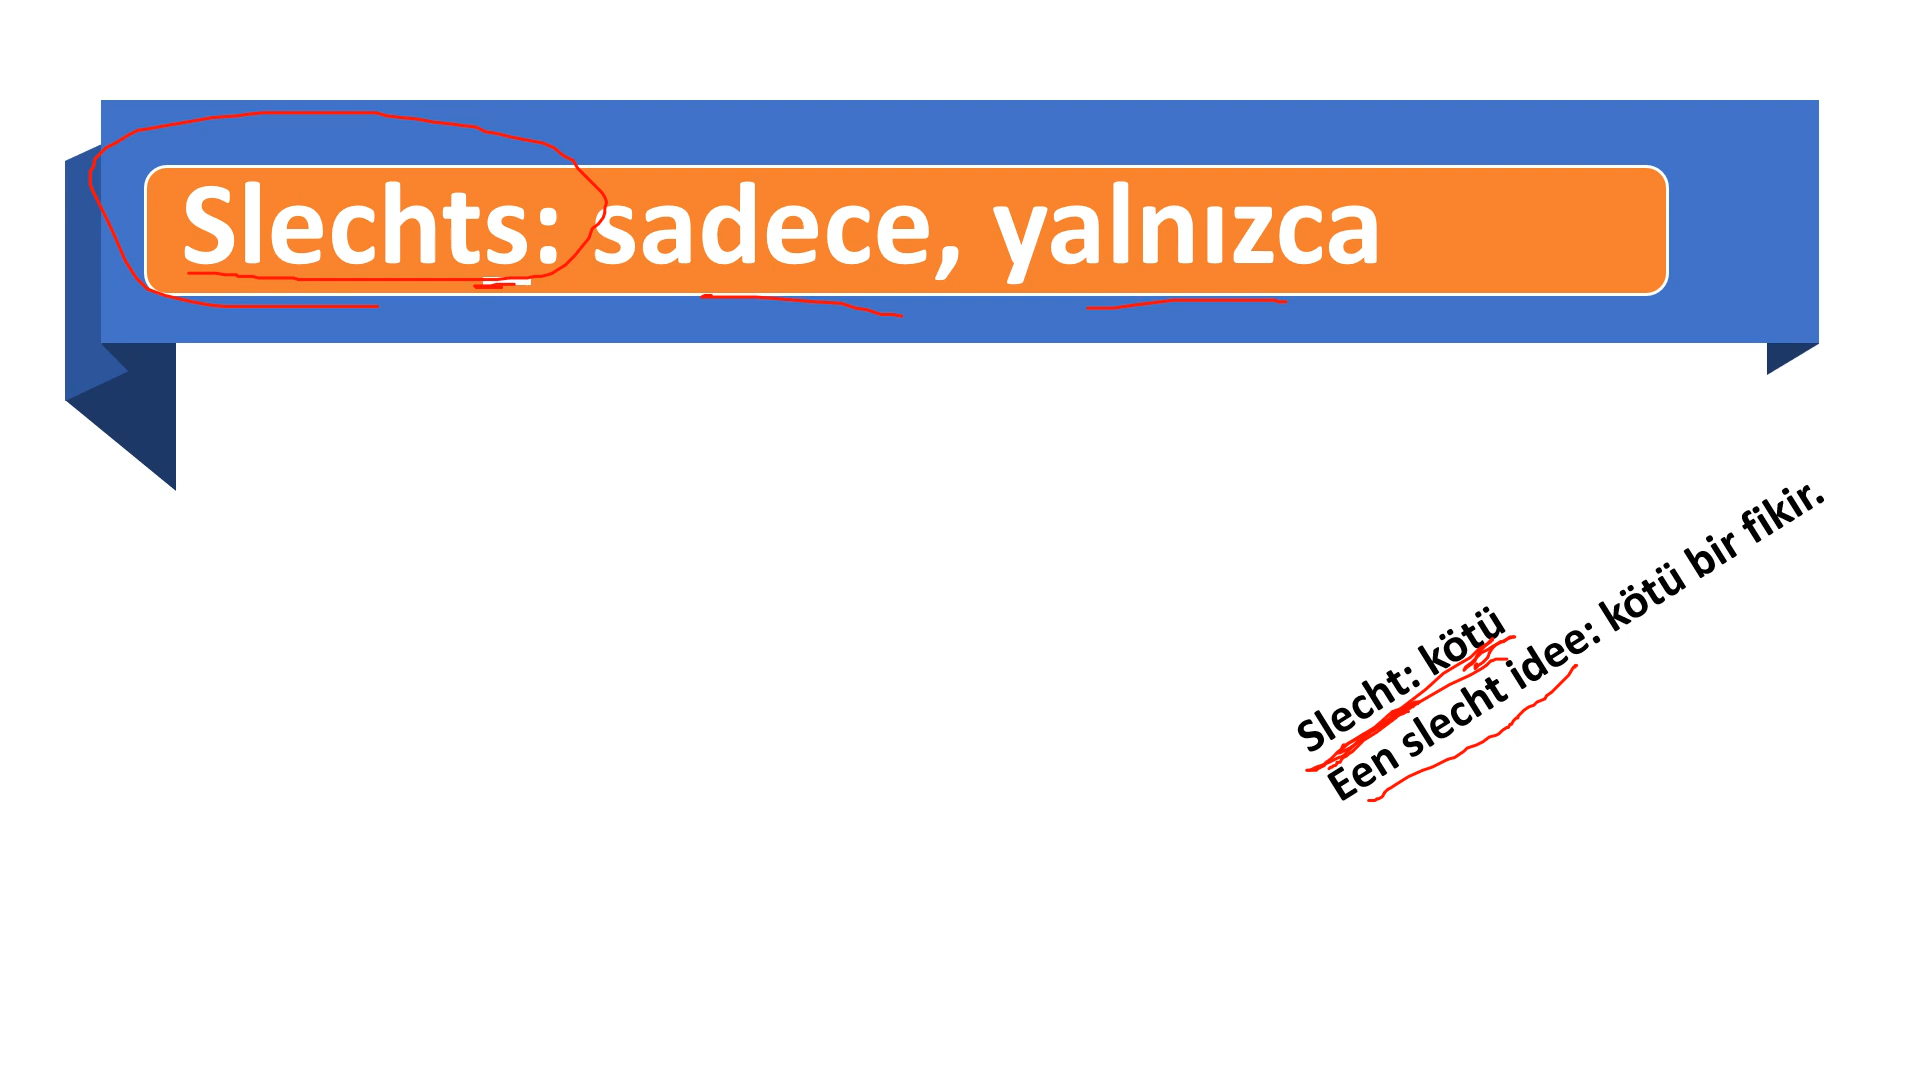 Slechts: sadece, yalnızca
Slecht: kötü
Een slecht idee: kötü bir fikir.